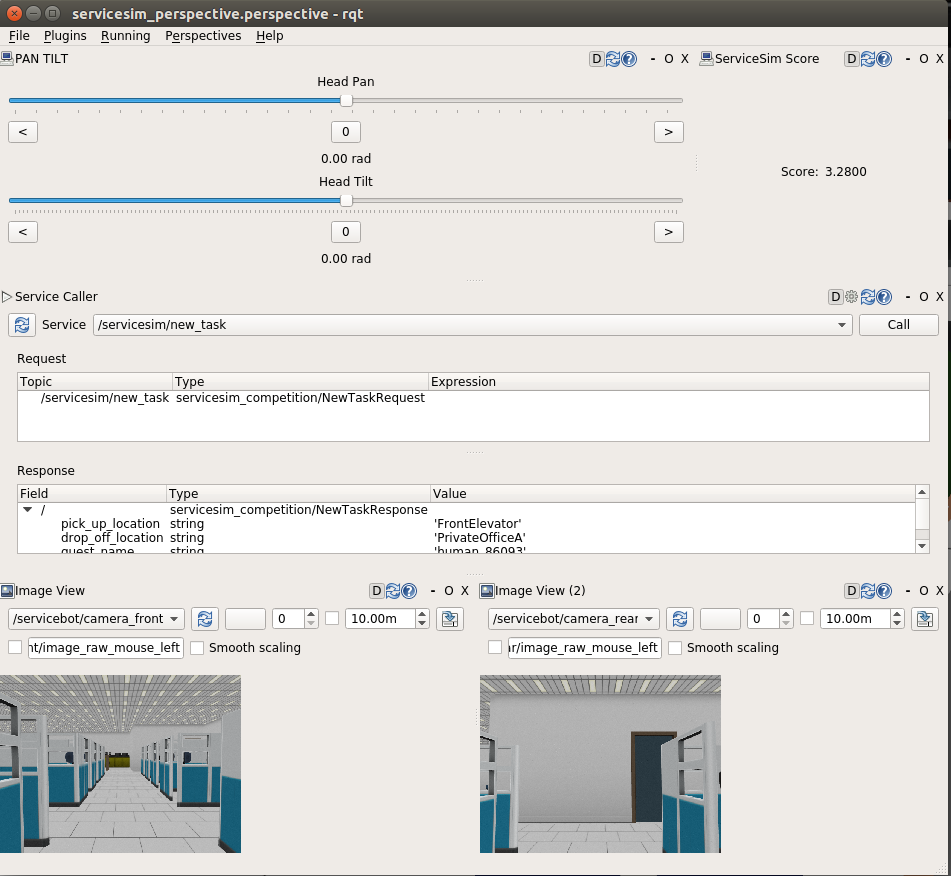 servicesim_perspective.perspective - rqt
File Plugins Running Perspectives Help
PAN TILT D - O X
ServiceSim Score D - O X
Head Pan
< 0 >
0.00 rad
Head Tilt
< 0 >
0.00 rad
Score: 3.2800
Service Caller D - O X
Service /servicesim/new_task Call
Request
Topic Type Expression
/servicesim/new_task servicesim_competition/NewTaskRequest
Response
Field Type Value
/ servicesim_competition/NewTaskResponse
pick_up_location string 'FrontElevator'
drop_off_location string 'PrivateOfficeA'
guest_name string 'human_86093'
Image View D - O X
/servicebot/camera_front 0 10.00m
nt/image_raw_mouse_left Smooth scaling
Image View (2) D - O X
/servicebot/camera_rear 0 10.00m
ar/image_raw_mouse_left Smooth scaling